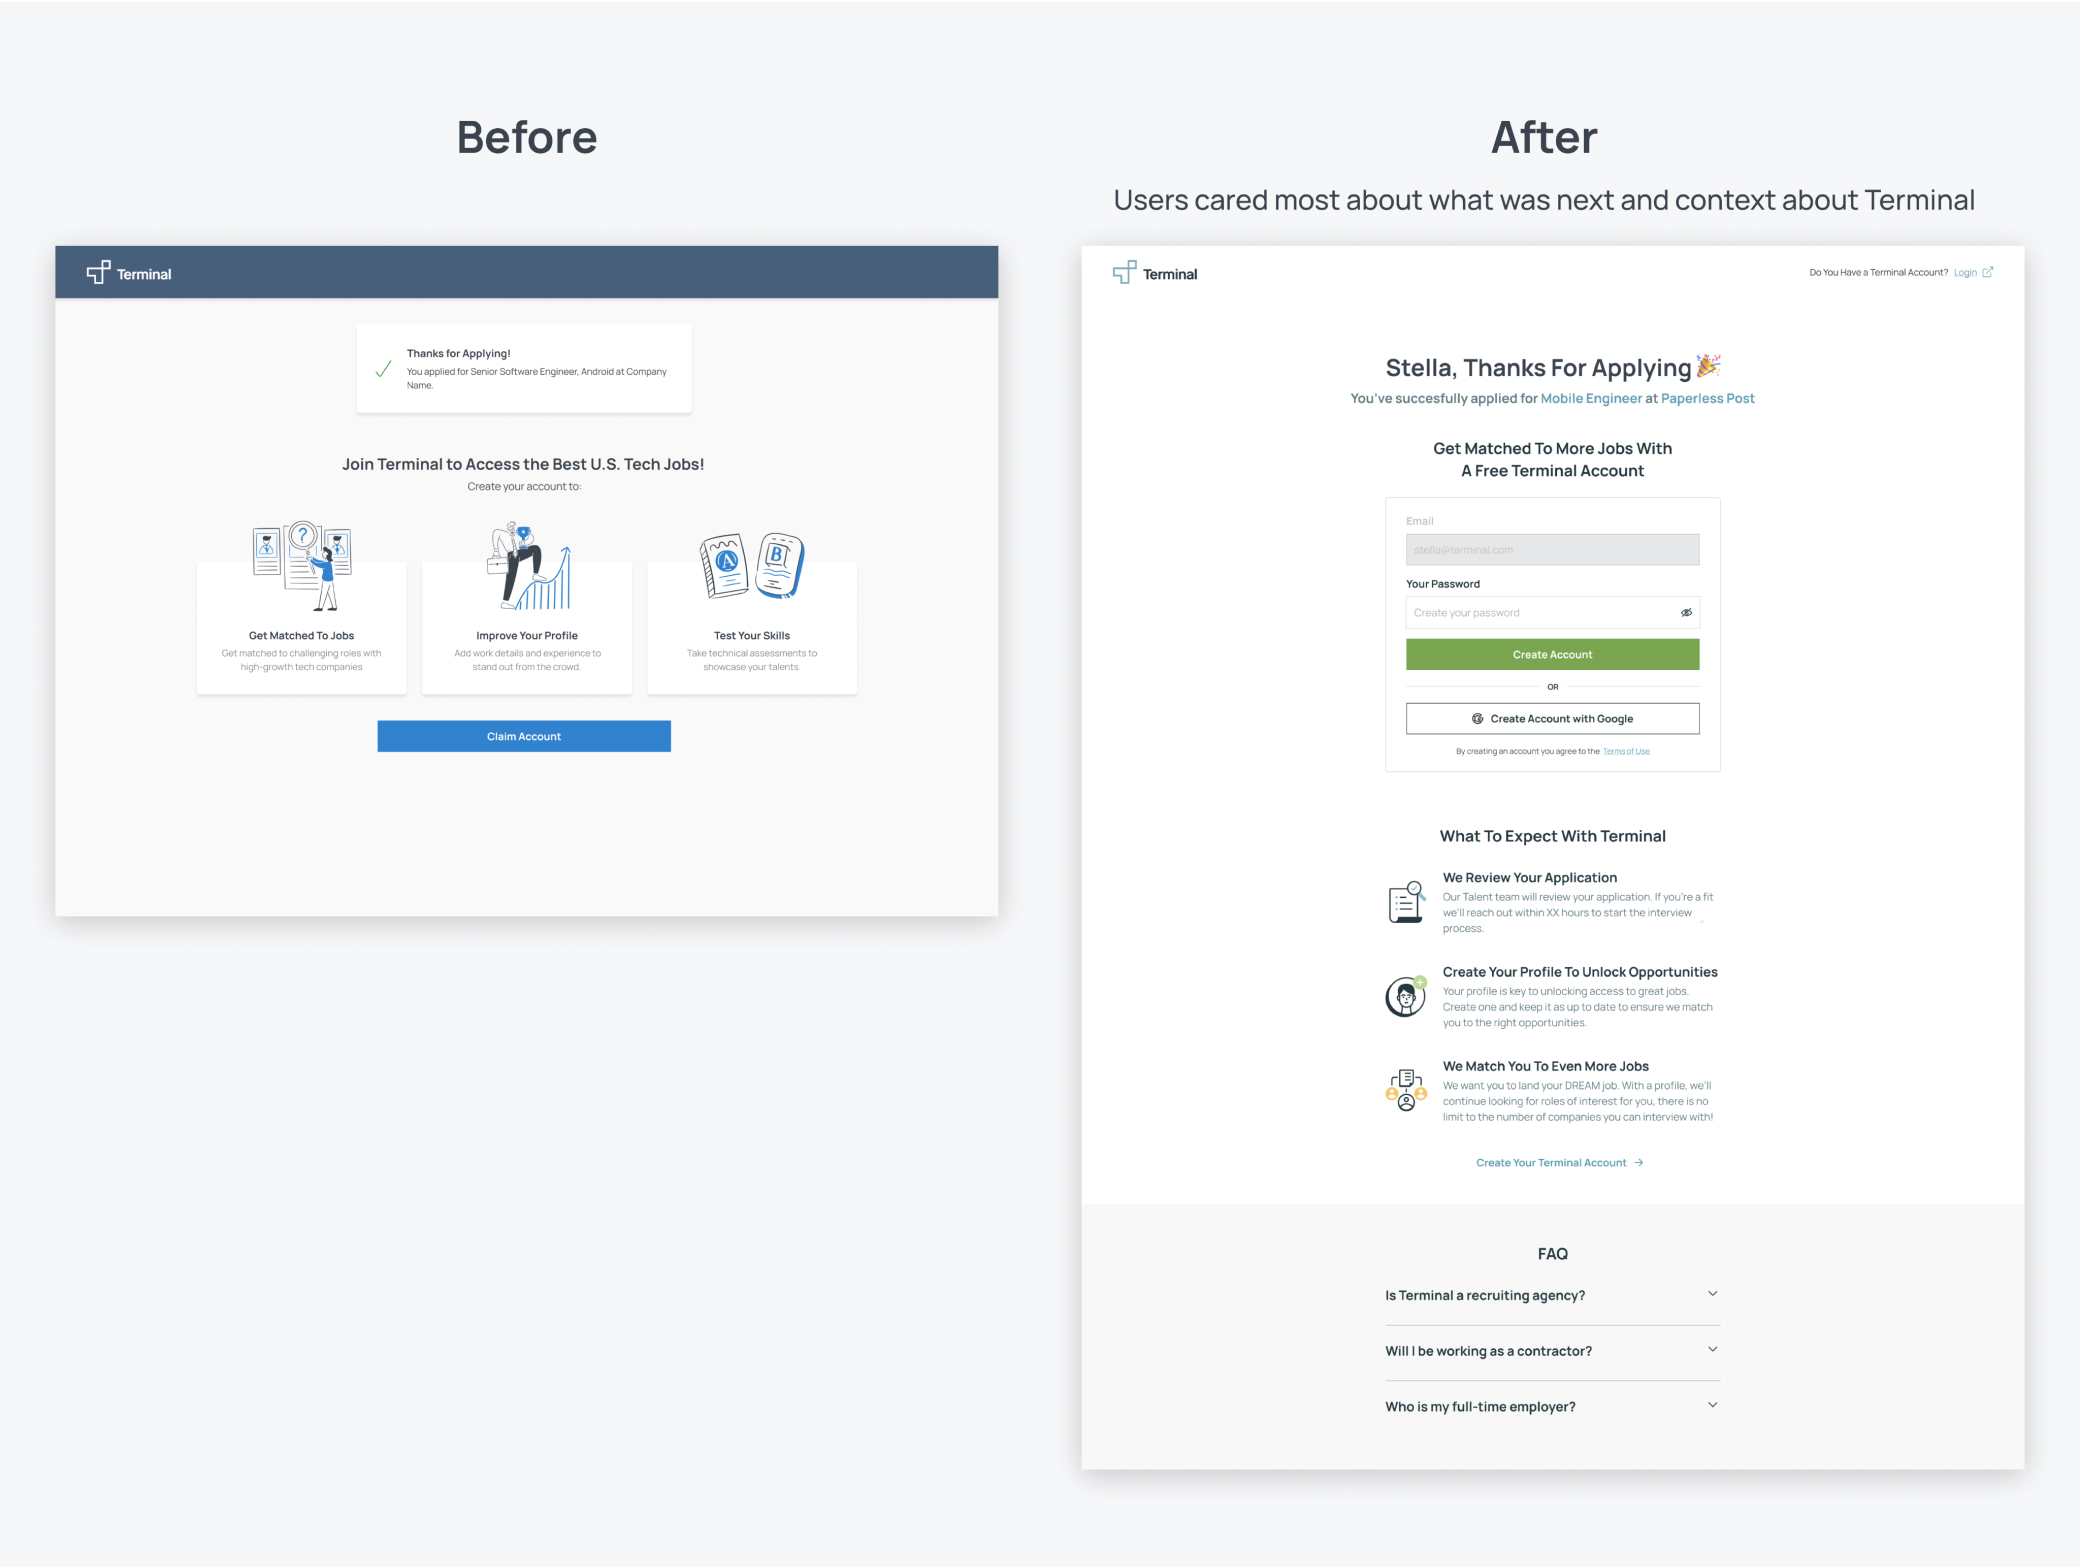 Before
Terminal
Thanks for Applying!
You applied for Senior Software Engineer, Android at Company
Name.
Join Terminal to Access the Best U.S. Tech Jobs!
Create your account to:
?
A
B
Get Matched To Jobs
Get matched to challenging roles with
high-growth tech companies
Improve Your Profile
Add work details and experience to
stand out from the crowd.
Test Your Skills
Take technical assessments to
showcase your talents.
Claim Account
After
Users cared most about what was next and context about Terminal
Terminal
Do You Have a Terminal Account? Login
Stella, Thanks For Applying🎉
You've succesfully applied for Mobile Engineer at Paperless Post
Get Matched To More Jobs With
A Free Terminal Account
Email
stella@terminal.com
Your Password
Create your password
Create Account
OR
G Create Account with Google
By creating an account you agree to the Terms of Use
What To Expect With Terminal
We Review Your Application
Our Talent team will review your application. If you're a fit
we'll reach out within XX hours to start the interview
process.
Create Your Profile To Unlock Opportunities
Your profile is key to unlocking access to great jobs.
Create one and keep it as up to date to ensure we match
you to the right opportunities.
We Match You To Even More Jobs
We want you to land your DREAM job. With a profile, we'll
continue looking for roles of interest for you, there is no
limit to the number of companies you can interview with!
Create Your Terminal Account →
FAQ
Is Terminal a recruiting agency?
Will I be working as a contractor?
Who is my full-time employer?